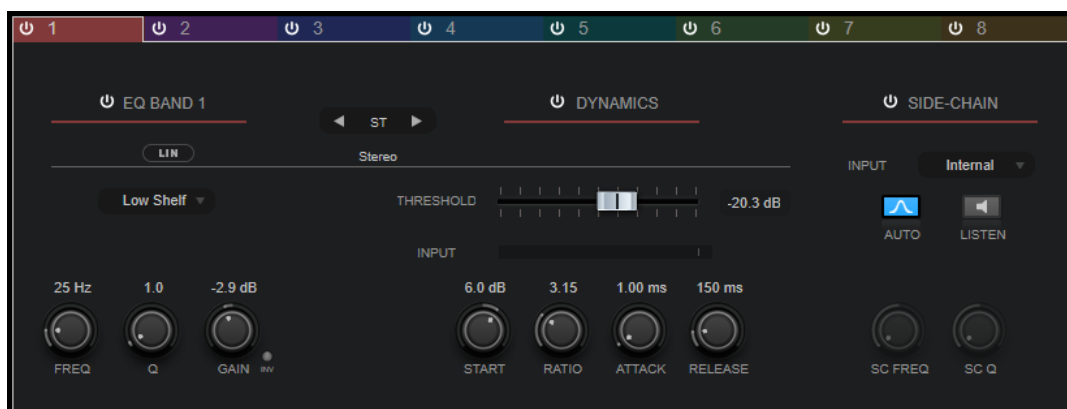 1 2 3 4 5 6 7 8
EQ BAND 1 DYNAMICS SIDE-CHAIN
ST
LIN Stereo
INPUT Internal
Low Shelf THRESHOLD -20.3 dB
AUTO LISTEN
INPUT
25 Hz 1.0 -2.9 dB 6.0 dB 3.15 1.00 ms 150 ms
FREQ Q GAIN INV START RATIO ATTACK RELEASE SC FREQ SC Q